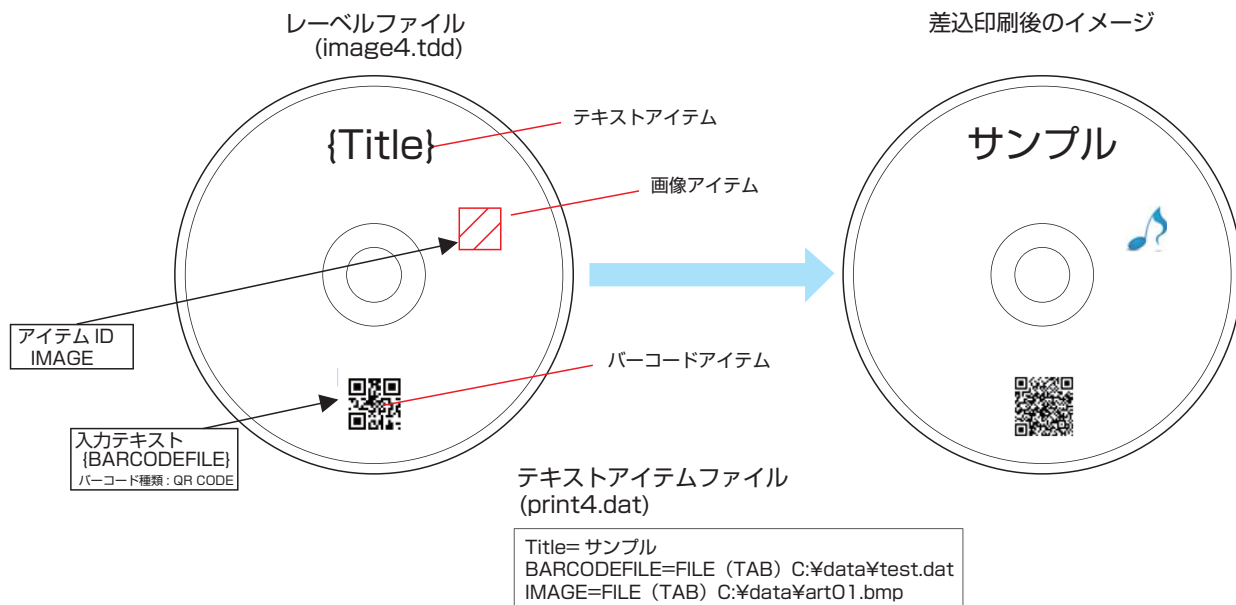 レーベルファイル
(image4.tdd)
差込印刷後のイメージ
{Title}
テキストアイテム
サンプル
画像アイテム
アイテム ID
IMAGE
バーコードアイテム
入力テキスト
{BARCODEFILE}
バーコード種類 : QR CODE
テキストアイテムファイル
(print4.dat)
Title= サンプル
BARCODEFILE=FILE（TAB）C:¥data¥test.dat
IMAGE=FILE（TAB）C:¥data¥art01.bmp